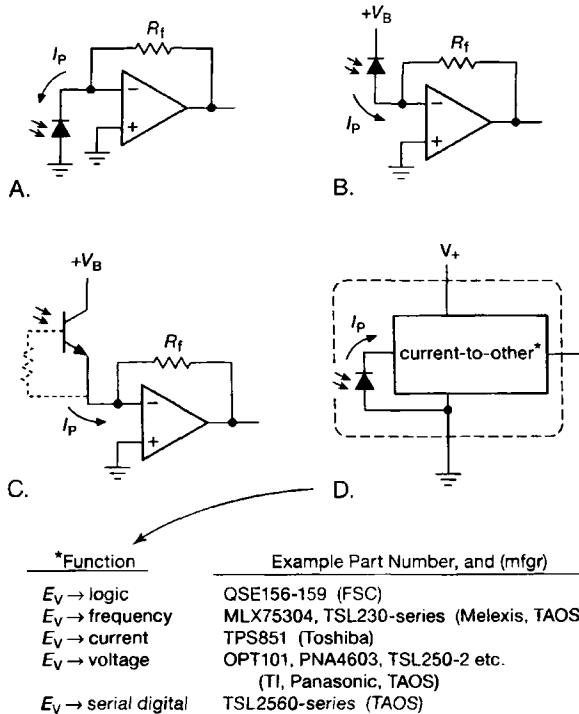 R_f
I_P
−
+
A.
+V_B
R_f
I_P
−
+
B.
+V_B
R_f
I_P
−
+
C.
V+
I_P
current-to-other*
D.
*Function Example Part Number, and (mfgr)
E_V → logic QSE156-159 (FSC)
E_V → frequency MLX75304, TSL230-series (Melexis, TAOS
E_V → current TPS851 (Toshiba)
E_V → voltage OPT101, PNA4603, TSL250-2 etc.
(TI, Panasonic, TAOS)
E_V → serial digital TSL2560-series (TAOS)